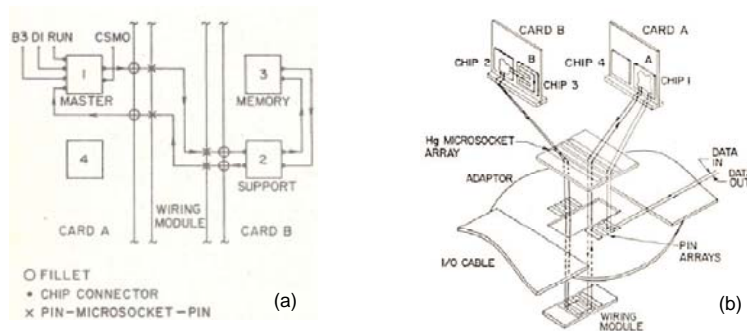 B3 DI RUN CSMO
1
MASTER
3
MEMORY
4
2
SUPPORT
WIRING
MODULE
CARD A
CARD B
○ FILLET
• CHIP CONNECTOR
× PIN-MICROSOCKET-PIN
(a)
CARD B
CARD A
CHIP 2
B
CHIP 3
CHIP 4
A
CHIP 1
Hg MICROSOCKET
ARRAY
ADAPTOR
DATA
IN
DATA
OUT
I/O CABLE
PIN
ARRAYS
WIRING
MODULE
(b)